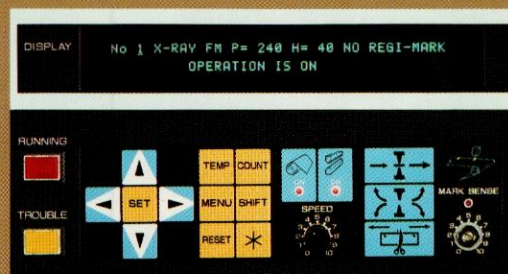 DISPLAY
No 1 X-RAY FM P= 240 H= 40 NO REGI-MARK
OPERATION IS ON
RUNNING
TROUBLE
SET
TEMP COUNT
MENU SHIFT
RESET *
SPEED
MARK SENSE